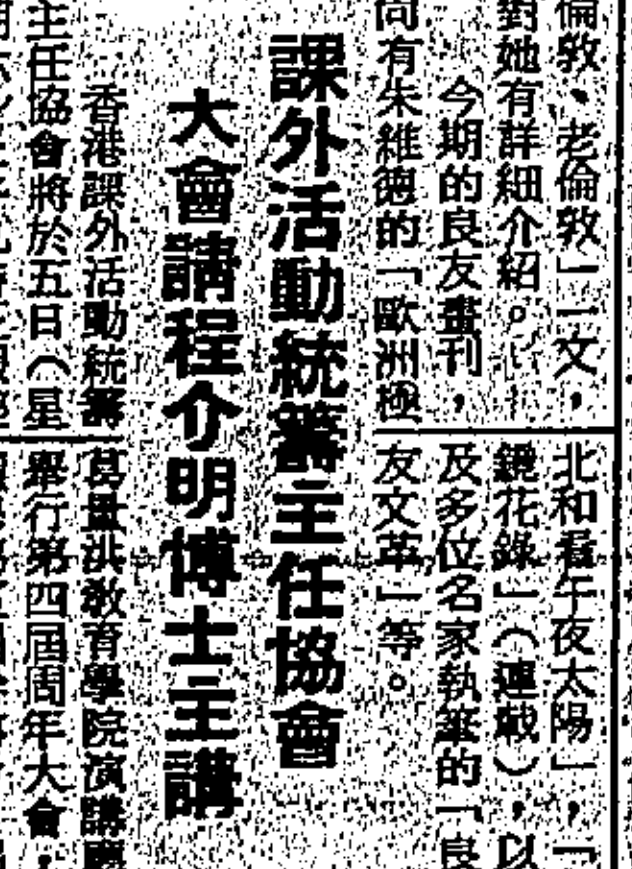 倫敦、老倫敦」一文，
對她有詳細介紹。
今期的良友畫刊，
尚有朱維德的「歐洲極
北和看午夜太陽」，「
鏡花錄」（連載），以
及多位名家執筆的「良
友文革」等。
課外活動統籌主任協會
大會請程介明博士主講
香港課外活動統籌
主任協會將於五日（星
葛量洪教育學院演講廳
舉行第四屆周年大會，